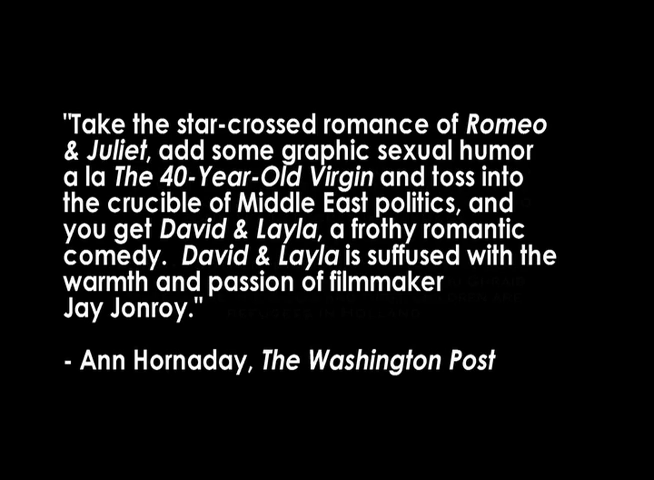 "Take the star-crossed romance of Romeo
& Juliet, add some graphic sexual humor
a la The 40-Year-Old Virgin and toss into
the crucible of Middle East politics, and
you get David & Layla, a frothy romantic
comedy. David & Layla is suffused with the
warmth and passion of filmmaker
Jay Jonroy."
- Ann Hornaday, The Washington Post